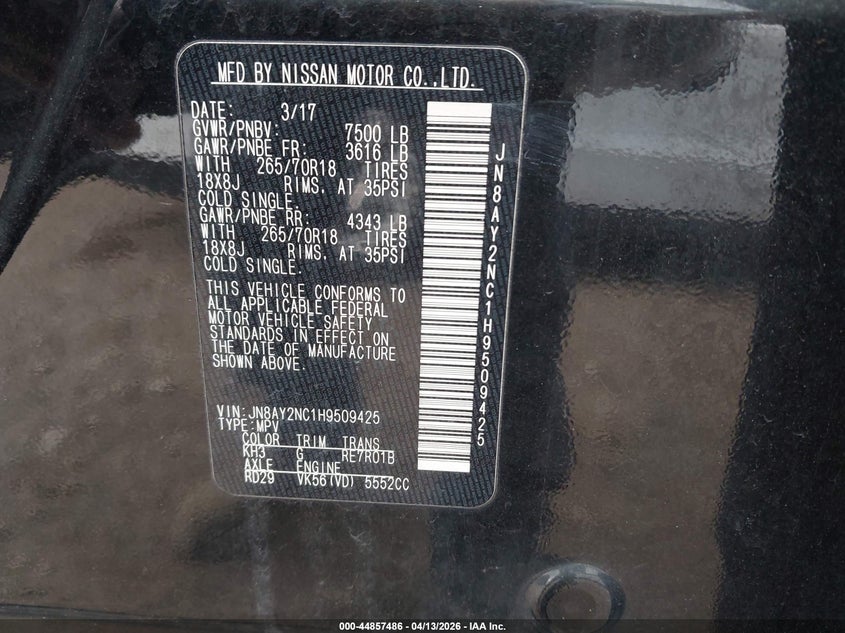 MFD BY NISSAN MOTOR CO.,LTD.
DATE: 3/17
GVWR/PNBV: 7500 LB
GAWR/PNBE FR: 3616 LB
WITH 265/70R18 TIRES
18X8J RIMS, AT 35PSI
COLD SINGLE.
GAWR/PNBE RR: 4343 LB
WITH 265/70R18 TIRES
18X8J RIMS, AT 35PSI
COLD SINGLE.
THIS VEHICLE CONFORMS TO
ALL APPLICABLE FEDERAL
MOTOR VEHICLE SAFETY
STANDARDS IN EFFECT ON
THE DATE OF MANUFACTURE
SHOWN ABOVE.
VIN:JN8AY2NC1H9509425
TYPE:MPV
COLOR TRIM TRANS
KH3 G RE7R01B
AXLE ENGINE
RD29 VK56(VD) 5552CC
JN8AY2NC1H9509425
000-44857486 04/13/2026 - IAA Inc.